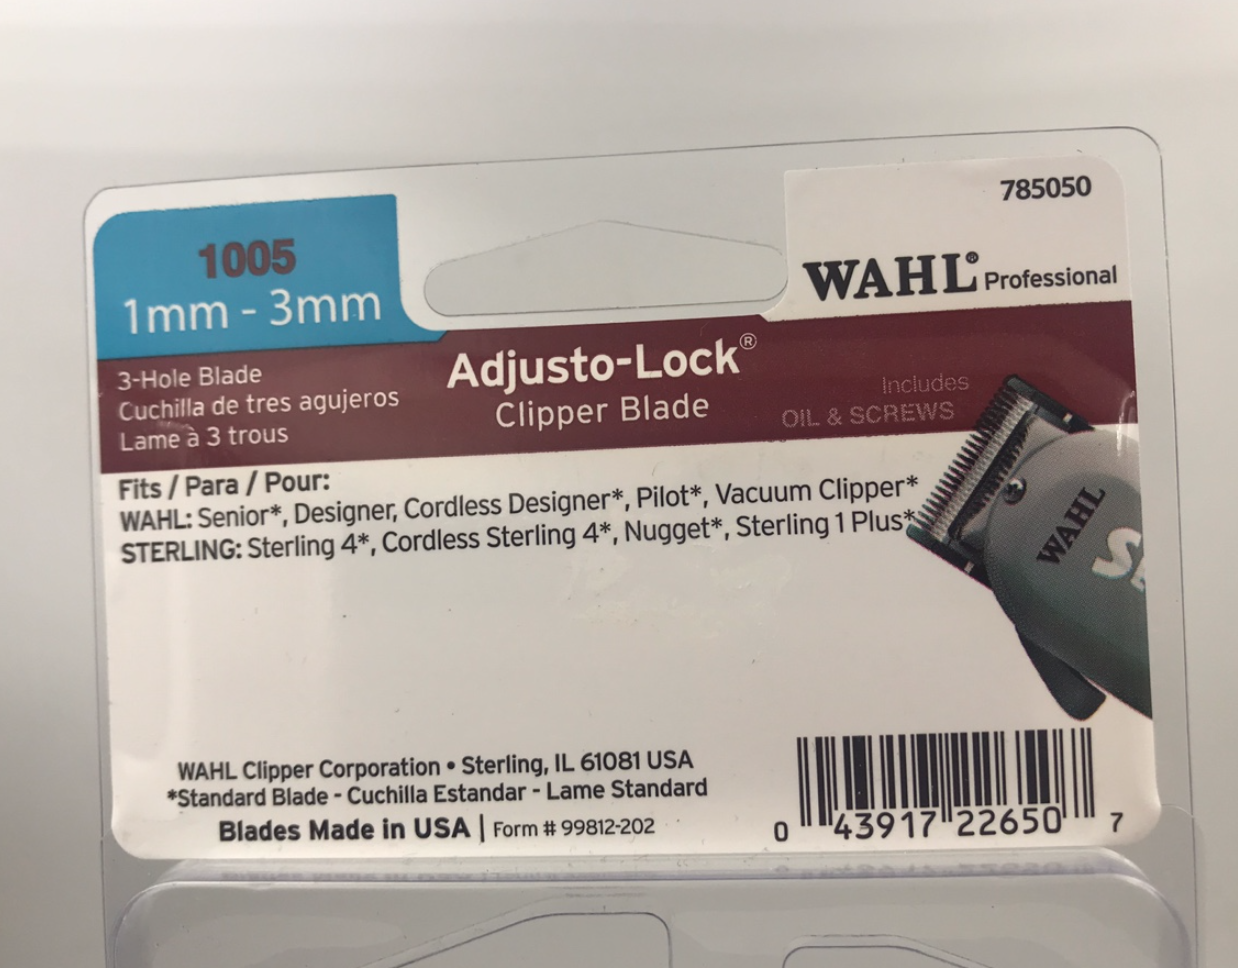 785050
1005
1mm - 3mm
WAHL® Professional
Adjusto-Lock®
Clipper Blade
3-Hole Blade
Cuchilla de tres agujeros
Lame à 3 trous
Includes
OIL & SCREWS
Fits / Para / Pour:
WAHL: Senior*, Designer, Cordless Designer*, Pilot*, Vacuum Clipper*
STERLING: Sterling 4*, Cordless Sterling 4*, Nugget*, Sterling 1 Plus*
WAHL
WAHL Clipper Corporation • Sterling, IL 61081 USA
*Standard Blade - Cuchilla Estandar - Lame Standard
Blades Made in USA | Form # 99812-202
0 43917 22650 7